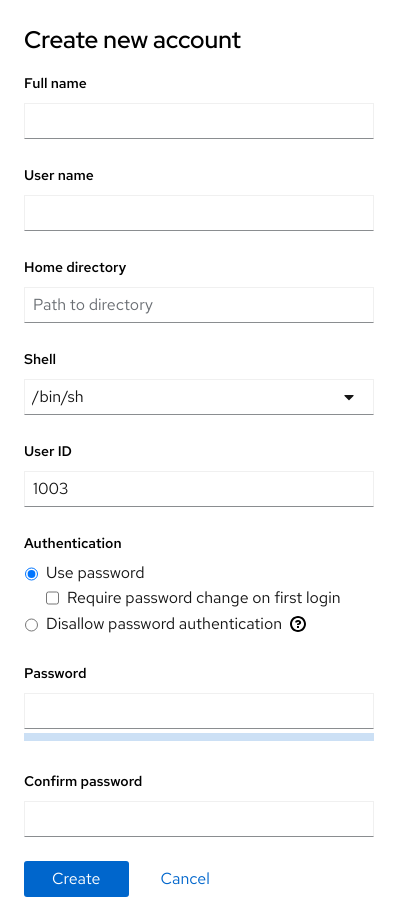 Create new account
Full name
User name
Home directory
Path to directory
Shell
/bin/sh
User ID
1003
Authentication
Use password
Require password change on first login
Disallow password authentication ?
Password
Confirm password
Create Cancel